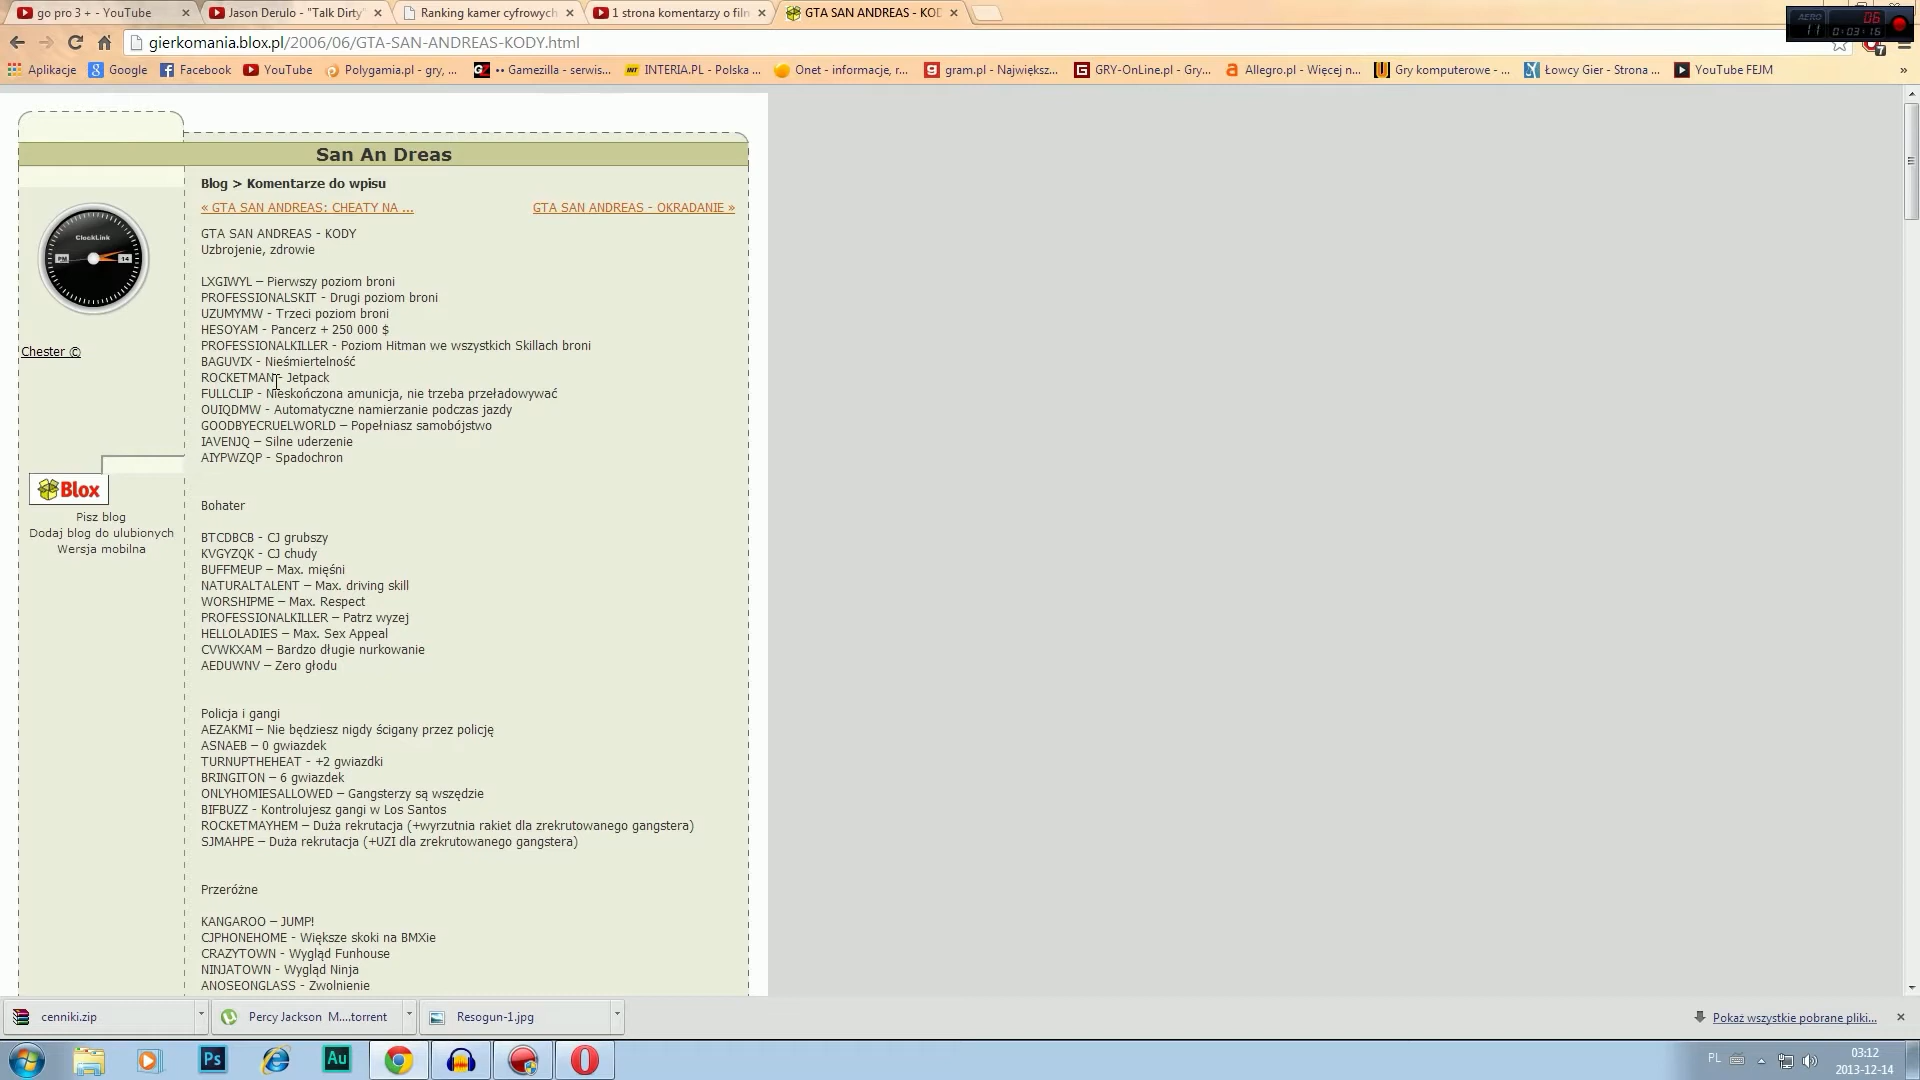 go pro 3 + - YouTube
Jason Derulo - "Talk Dirty"
Ranking kamer cyfrowych
1 strona komentarzy o film
GTA SAN ANDREAS - KOD
gierkomania.blox.pl/2006/06/GTA-SAN-ANDREAS-KODY.html
AERO
11
06
0:03:16
7
Aplikacje
Google
Facebook
YouTube
Polygamia.pl - gry, ...
•• Gamezilla - serwis...
INTERIA.PL - Polska ...
Onet - informacje, r...
gram.pl - Największ...
GRY-OnLine.pl - Gry...
Allegro.pl - Więcej n...
Gry komputerowe - ...
Łowcy Gier - Strona ...
YouTube FEJM
»
San An Dreas
Blog > Komentarze do wpisu
« GTA SAN ANDREAS: CHEATY NA ...
GTA SAN ANDREAS - OKRADANIE »
GTA SAN ANDREAS - KODY
Uzbrojenie, zdrowie
LXGIWYL – Pierwszy poziom broni
PROFESSIONALSKIT - Drugi poziom broni
UZUMYMW - Trzeci poziom broni
HESOYAM - Pancerz + 250 000 $
PROFESSIONALKILLER - Poziom Hitman we wszystkich Skillach broni
BAGUVIX - Nieśmiertelność
ROCKETMAN - Jetpack
FULLCLIP - Nieskończona amunicja, nie trzeba przeładowywać
OUIQDMW - Automatyczne namierzanie podczas jazdy
GOODBYECRUELWORLD – Popełniasz samobójstwo
IAVENJQ – Silne uderzenie
AIYPWZQP - Spadochron
Bohater
BTCDBCB - CJ grubszy
KVGYZQK - CJ chudy
BUFFMEUP – Max. mięśni
NATURALTALENT – Max. driving skill
WORSHIPME – Max. Respect
PROFESSIONALKILLER – Patrz wyzej
HELLOLADIES – Max. Sex Appeal
CVWKXAM – Bardzo długie nurkowanie
AEDUWNV – Zero głodu
Policja i gangi
AEZAKMI – Nie będziesz nigdy ścigany przez policję
ASNAEB – 0 gwiazdek
TURNUPTHEHEAT - +2 gwiazdki
BRINGITON – 6 gwiazdek
ONLYHOMIESALLOWED – Gangsterzy są wszędzie
BIFBUZZ - Kontrolujesz gangi w Los Santos
ROCKETMAYHEM – Duża rekrutacja (+wyrzutnia rakiet dla zrekrutowanego gangstera)
SJMAHPE – Duża rekrutacja (+UZI dla zrekrutowanego gangstera)
Przeróżne
KANGAROO – JUMP!
CJPHONEHOME - Większe skoki na BMXie
CRAZYTOWN - Wygląd Funhouse
NINJATOWN - Wygląd Ninja
ANOSEONGLASS - Zwolnienie
ClockLink
PM
14
Chester ©
Blox
Pisz blog
Dodaj blog do ulubionych
Wersja mobilna
cenniki.zip
Percy Jackson M....torrent
Resogun-1.jpg
Pokaż wszystkie pobrane pliki...
Ps
Au
PL
03:12
2013-12-14